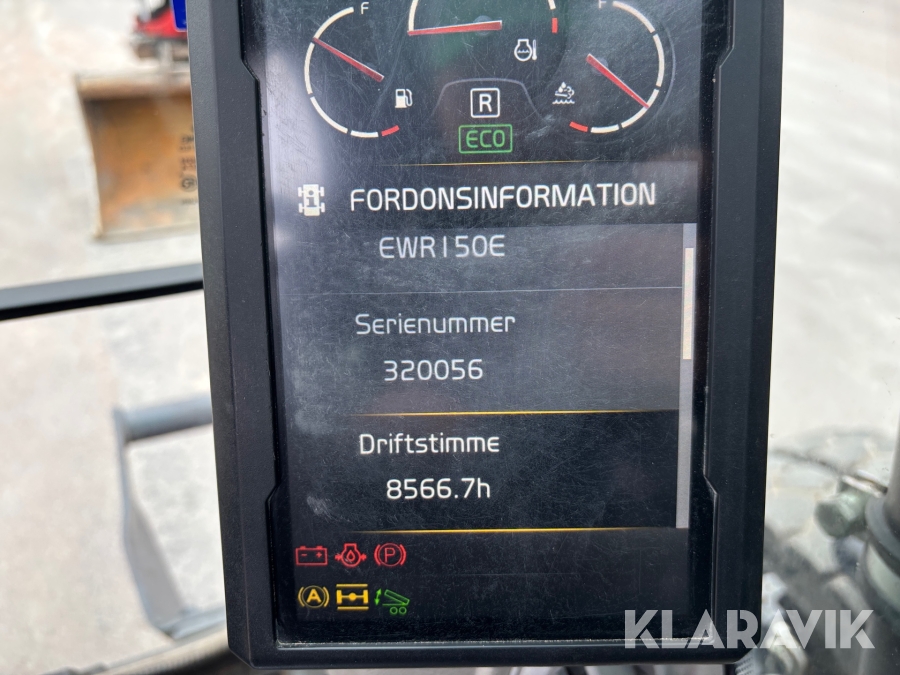 F
F
R
ECO
FORDONSINFORMATION
EWR150E
Serienummer
320056
Driftstimme
8566.7h
P
A
KLARAVIK